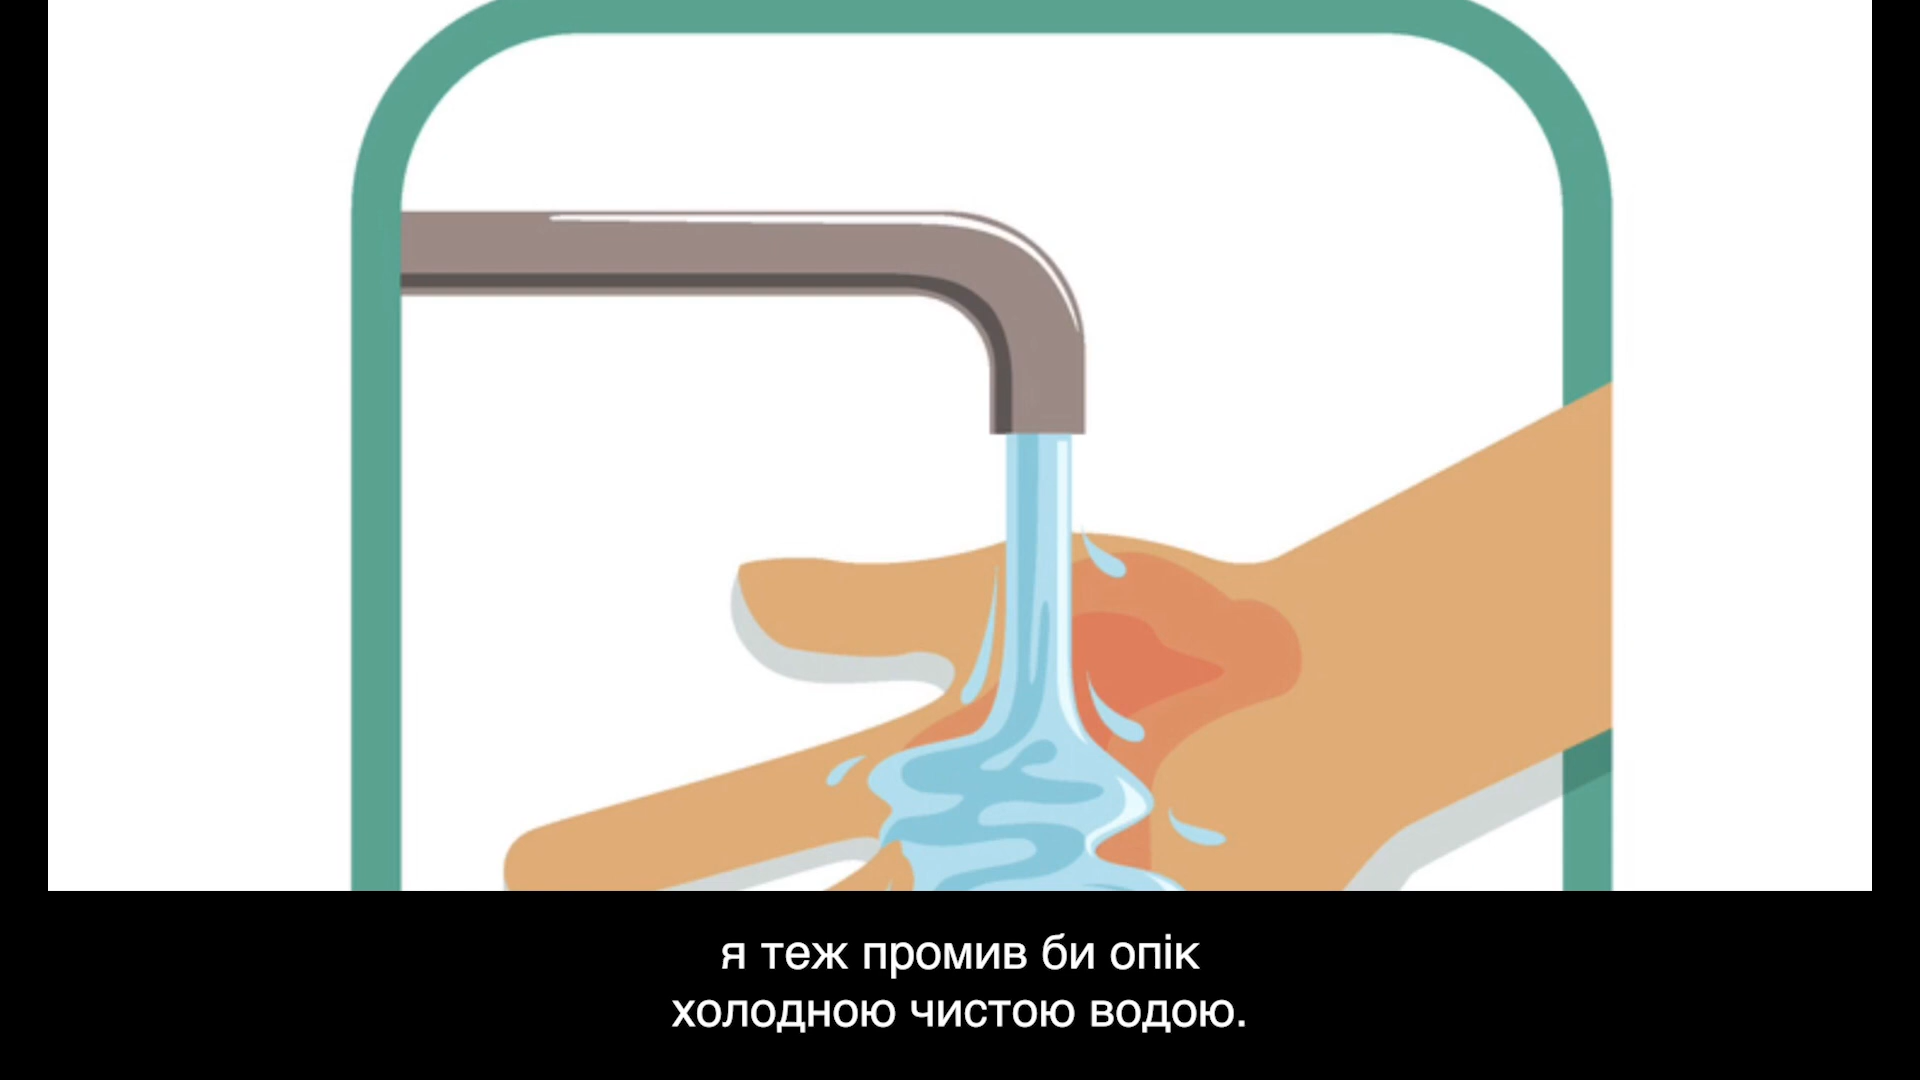 я теж промив би опік
холодною чистою водою.